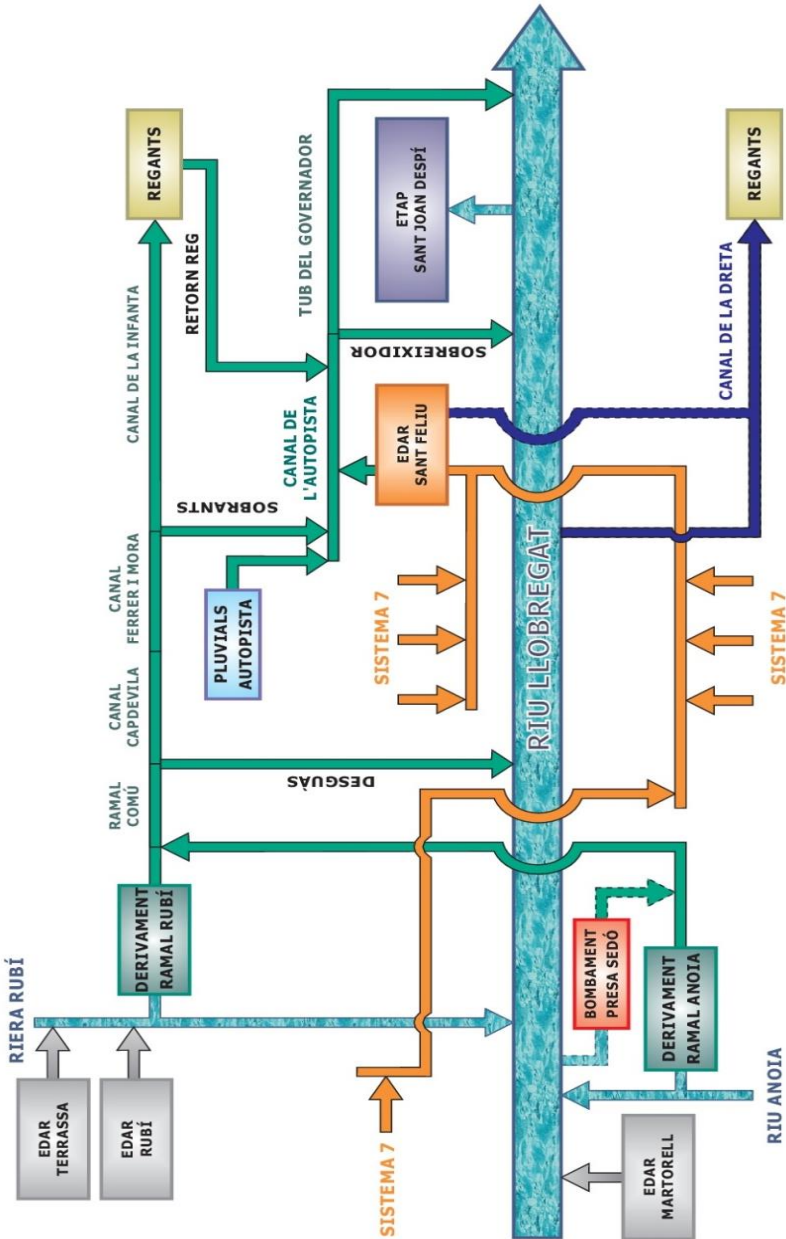 RIERA RUBÍ
EDAR
TERRASSA
EDAR
RUBÍ
DERIVAMENT
RAMAL RUBÍ
RAMAL
COMÚ
CANAL
CAPDEVILA
CANAL
FERRER I MORA
CANAL DE LA INFANTA
REGANTS
RETORN REG
SOBRANTS
PLUVIALS
AUTOPISTA
CANAL DE
L'AUTOPISTA
TUB DEL GOVERNADOR
SOBREIXIDOR
DESGUÀS
SISTEMA 7
SISTEMA 7
EDAR
SANT FELIU
ETAP
SANT JOAN DESPÍ
RIU LLOBREGAT
BOMBAMENT
PRESA SEDÓ
DERIVAMENT
RAMAL ANOIA
EDAR
MARTORELL
RIU ANOIA
SISTEMA 7
CANAL DE LA DRETA
REGANTS